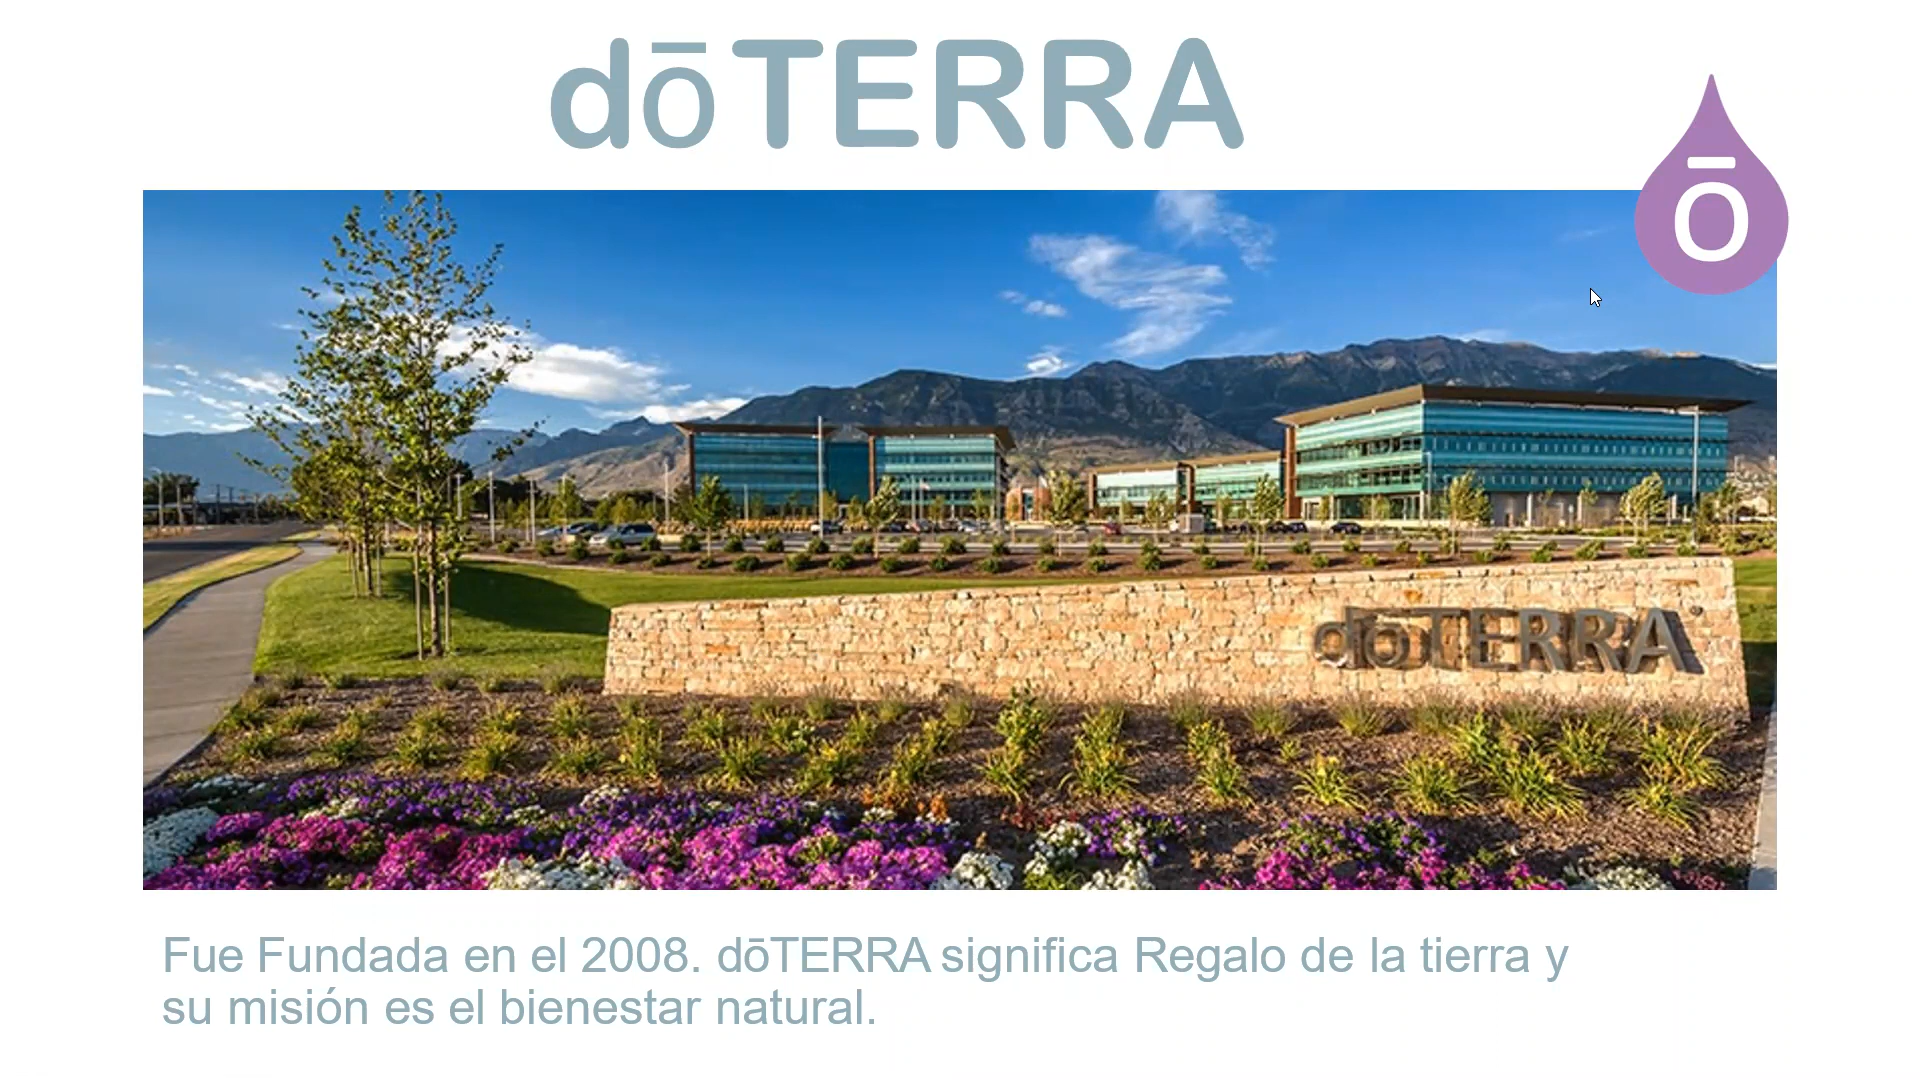 dōTERRA
ō
dōTERRA
Fue Fundada en el 2008. dōTERRA significa Regalo de la tierra y
su misión es el bienestar natural.